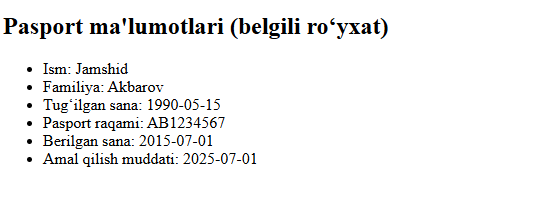 Pasport ma'lumotlari (belgili ro‘yxat)
• Ism: Jamshid
• Familiya: Akbarov
• Tug‘ilgan sana: 1990-05-15
• Pasport raqami: AB1234567
• Berilgan sana: 2015-07-01
• Amal qilish muddati: 2025-07-01